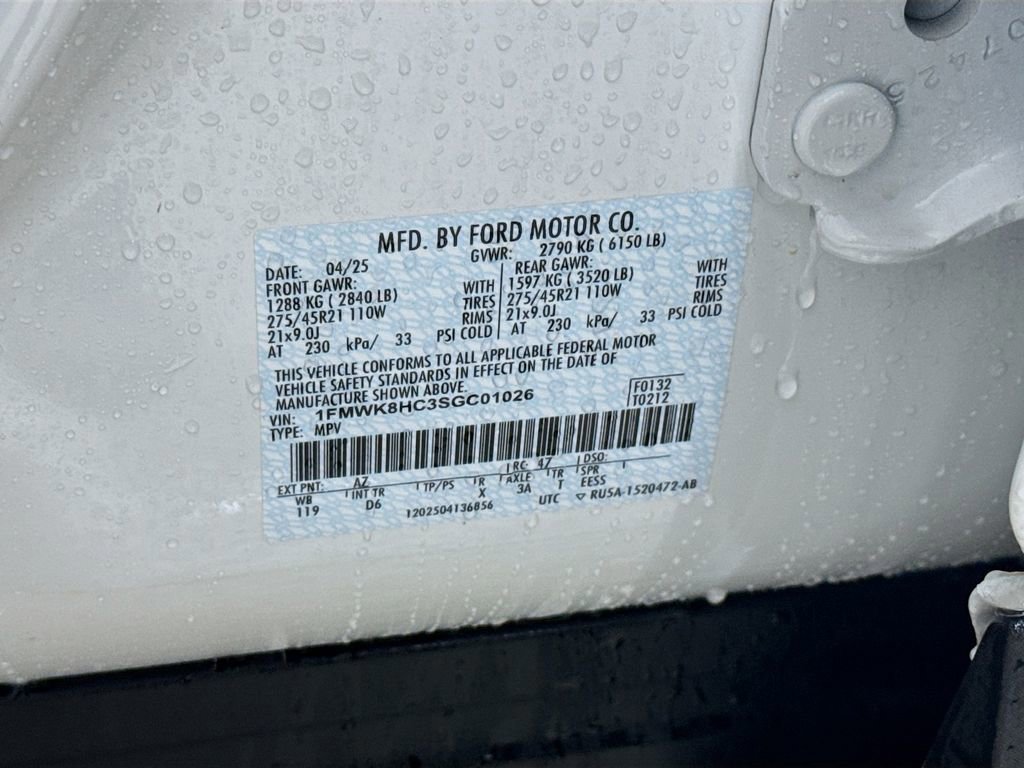 MFD. BY FORD MOTOR CO.
DATE: 04/25 GVWR: 2790 KG ( 6150 LB)
FRONT GAWR: REAR GAWR:
1288 KG ( 2840 LB) WITH 1597 KG ( 3520 LB) WITH
275/45R21 110W TIRES 275/45R21 110W TIRES
21x9.0J RIMS 21x9.0J RIMS
AT 230 kPa/ 33 PSI COLD AT 230 kPa/ 33 PSI COLD
THIS VEHICLE CONFORMS TO ALL APPLICABLE FEDERAL MOTOR
VEHICLE SAFETY STANDARDS IN EFFECT ON THE DATE OF
MANUFACTURE SHOWN ABOVE.
VIN: 1FMWK8HC3SGC01026 F0132
TYPE: MPV T0212
EXT PNT: AZ RC: 47 DSO:
WB INT TR TP/PS R AXLE TR SPR
119 D6 X 3A T EESS
1202504136856 UTC RU5A-1520472-AB
07425